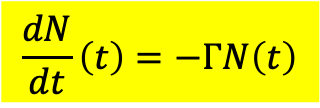 dN/dt (t) = −ΓN(t)